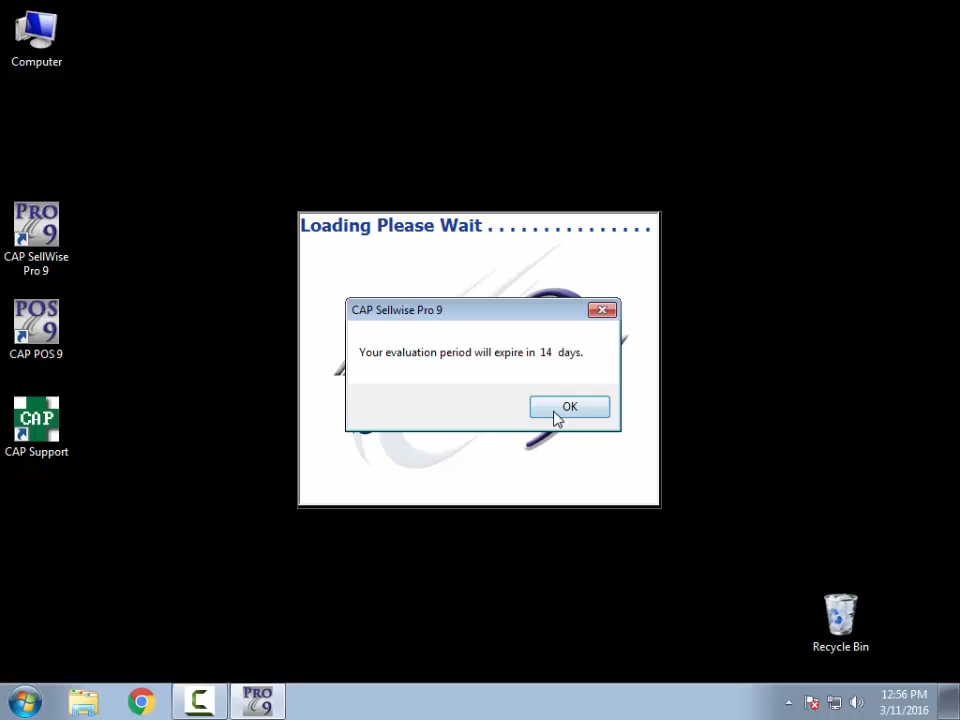 Computer
PRO
9
CAP SellWise
Pro 9
POS
9
CAP POS 9
CAP
CAP Support
Loading Please Wait . . . . . . . . . . . . . . .
CAP Sellwise Pro 9
Your evaluation period will expire in 14 days.
OK
Recycle Bin
PRO
9
12:56 PM
3/11/2016